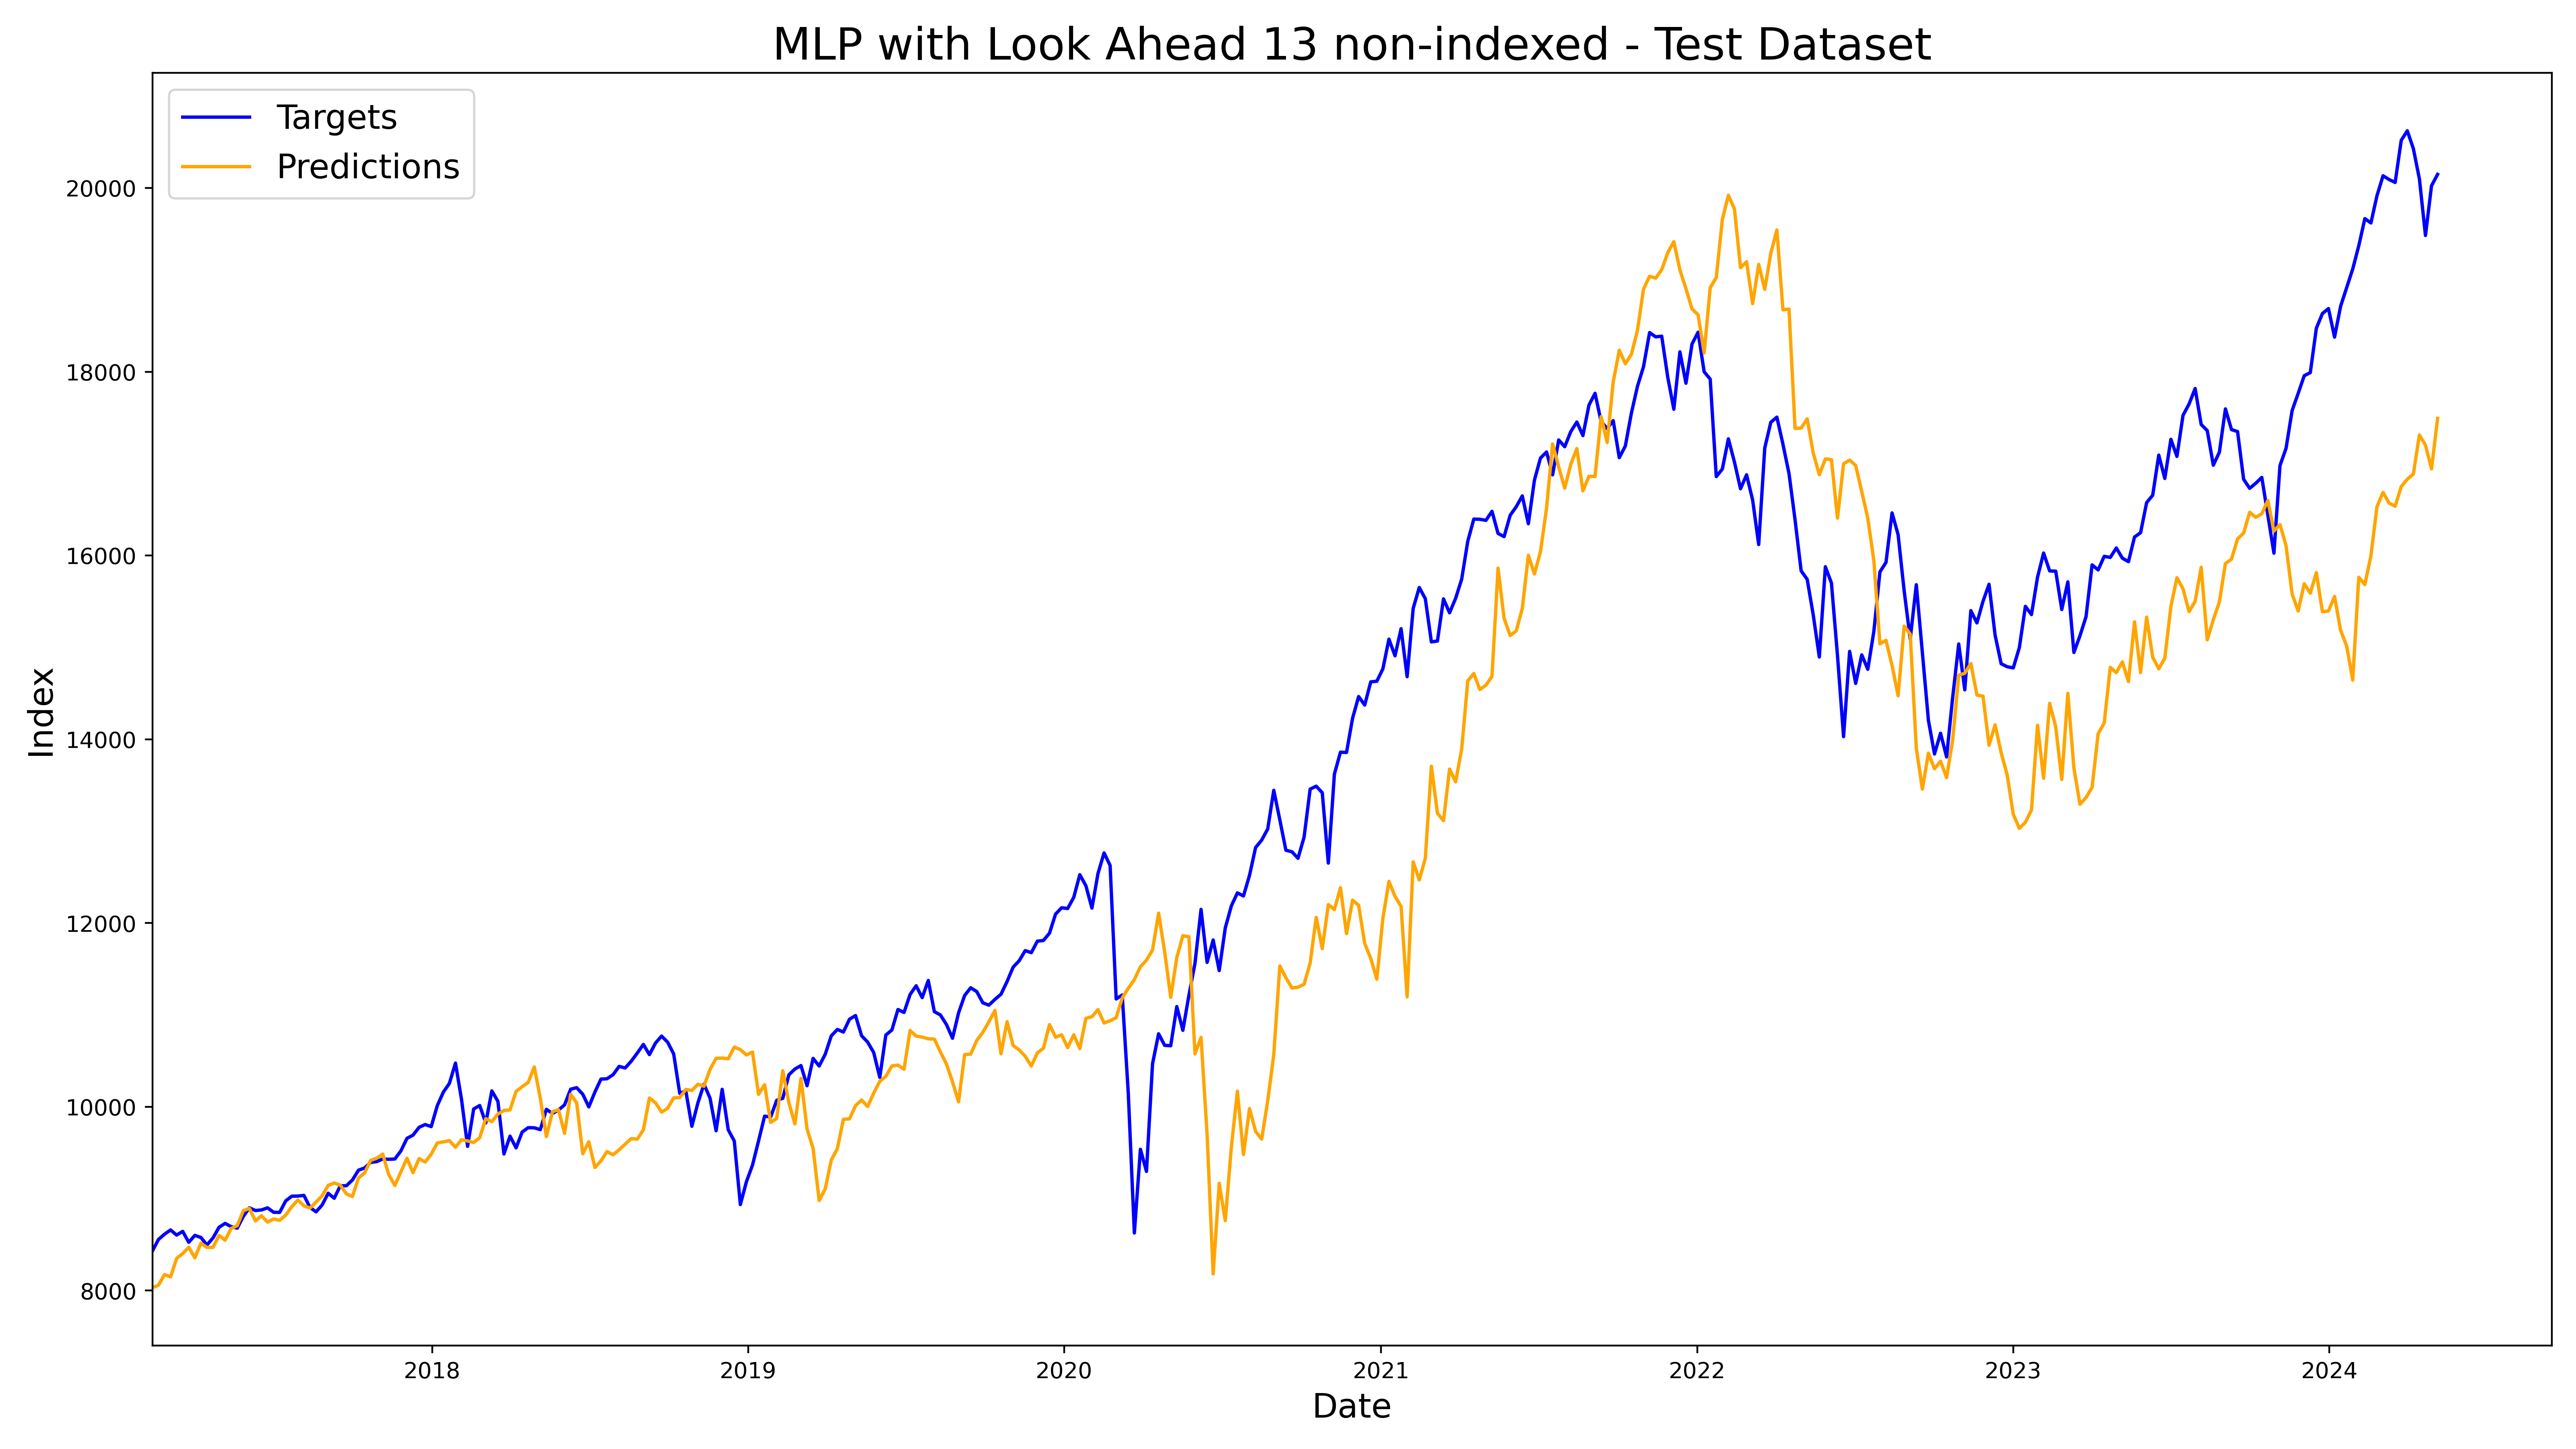 MLP with Look Ahead 13 non-indexed - Test Dataset
Targets
Predictions
20000
18000
16000
14000
12000
10000
8000
Index
2018 2019 2020 2021 2022 2023 2024
Date